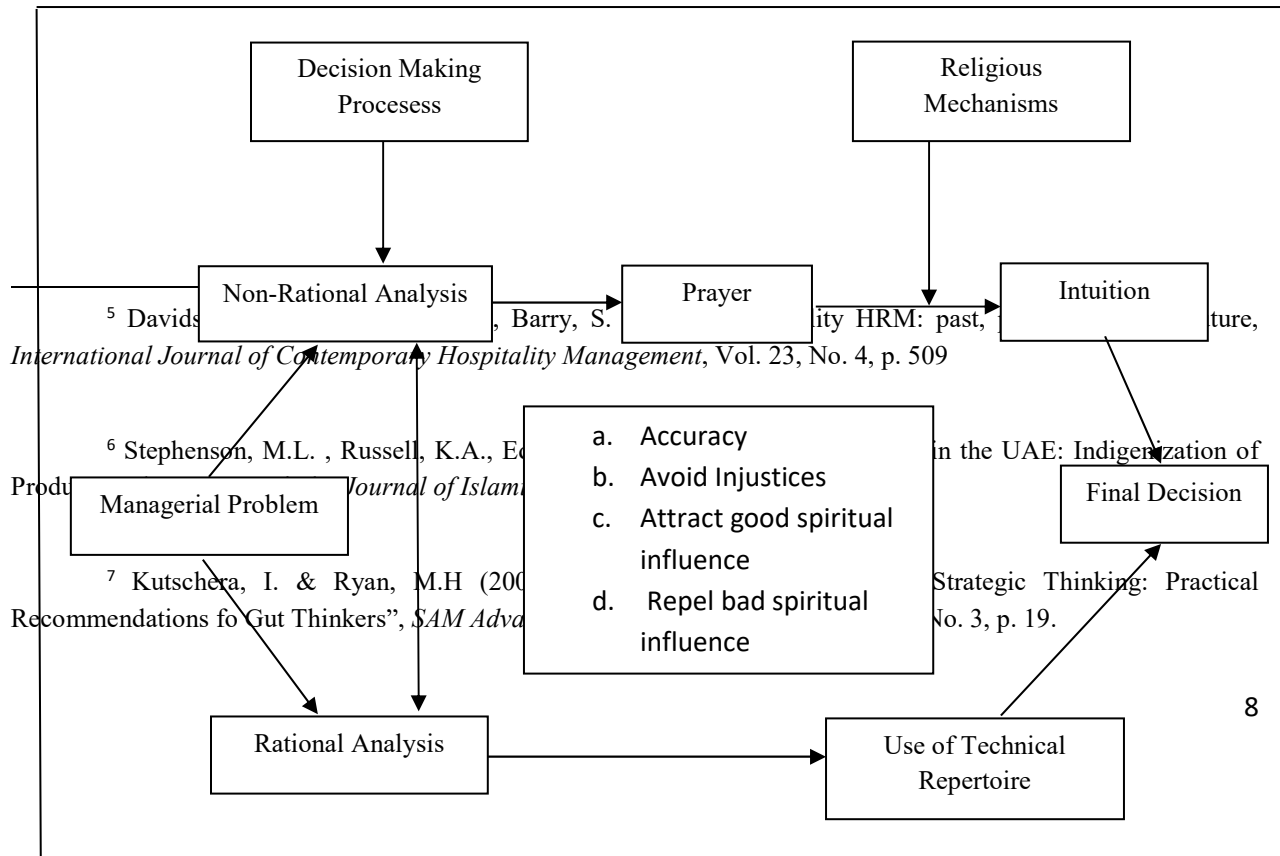 Decision Making
Procesess
Religious
Mechanisms
Non-Rational Analysis
Prayer
Intuition
5 Davids , Barry, S. lity HRM: past, p ture,
International Journal of Contemporary Hospitality Management, Vol. 23, No. 4, p. 509
a. Accuracy
b. Avoid Injustices
c. Attract good spiritual
influence
d. Repel bad spiritual
influence
6 Stephenson, M.L. , Russell, K.A., Ed in the UAE: Indigenization of
Produ Journal of Islami
Managerial Problem
Final Decision
7 Kutschera, I. & Ryan, M.H (200 Strategic Thinking: Practical
Recommendations fo Gut Thinkers”, SAM Adva No. 3, p. 19.
8
Rational Analysis
Use of Technical
Repertoire